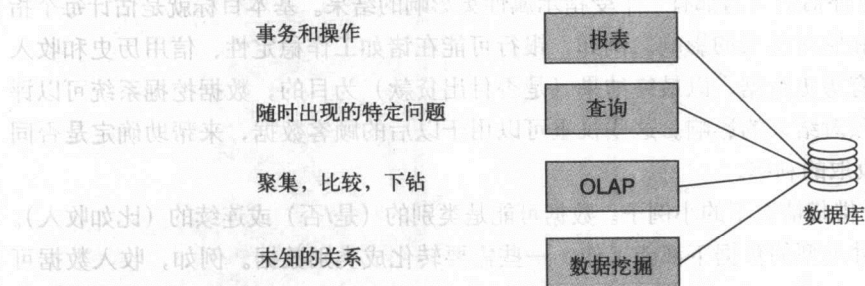 事务和操作
报表
随时出现的特定问题
查询
聚集，比较，下钻
OLAP
数据库
未知的关系
数据挖掘